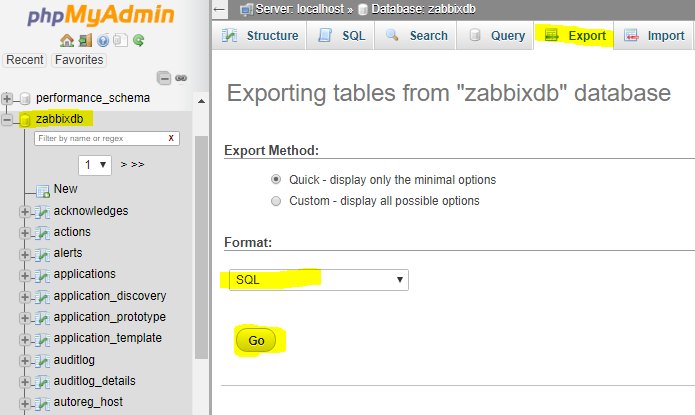 phpMyAdmin
Recent Favorites
performance_schema
zabbixdb
Filter by name or regex X
1 > >>
New
acknowledges
actions
alerts
applications
application_discovery
application_prototype
application_template
auditlog
auditlog_details
autoreg_host
← Server: localhost » Database: zabbixdb
Structure SQL Search Query Export Import
Exporting tables from "zabbixdb" database
Export Method:
Quick - display only the minimal options
Custom - display all possible options
Format:
SQL
Go